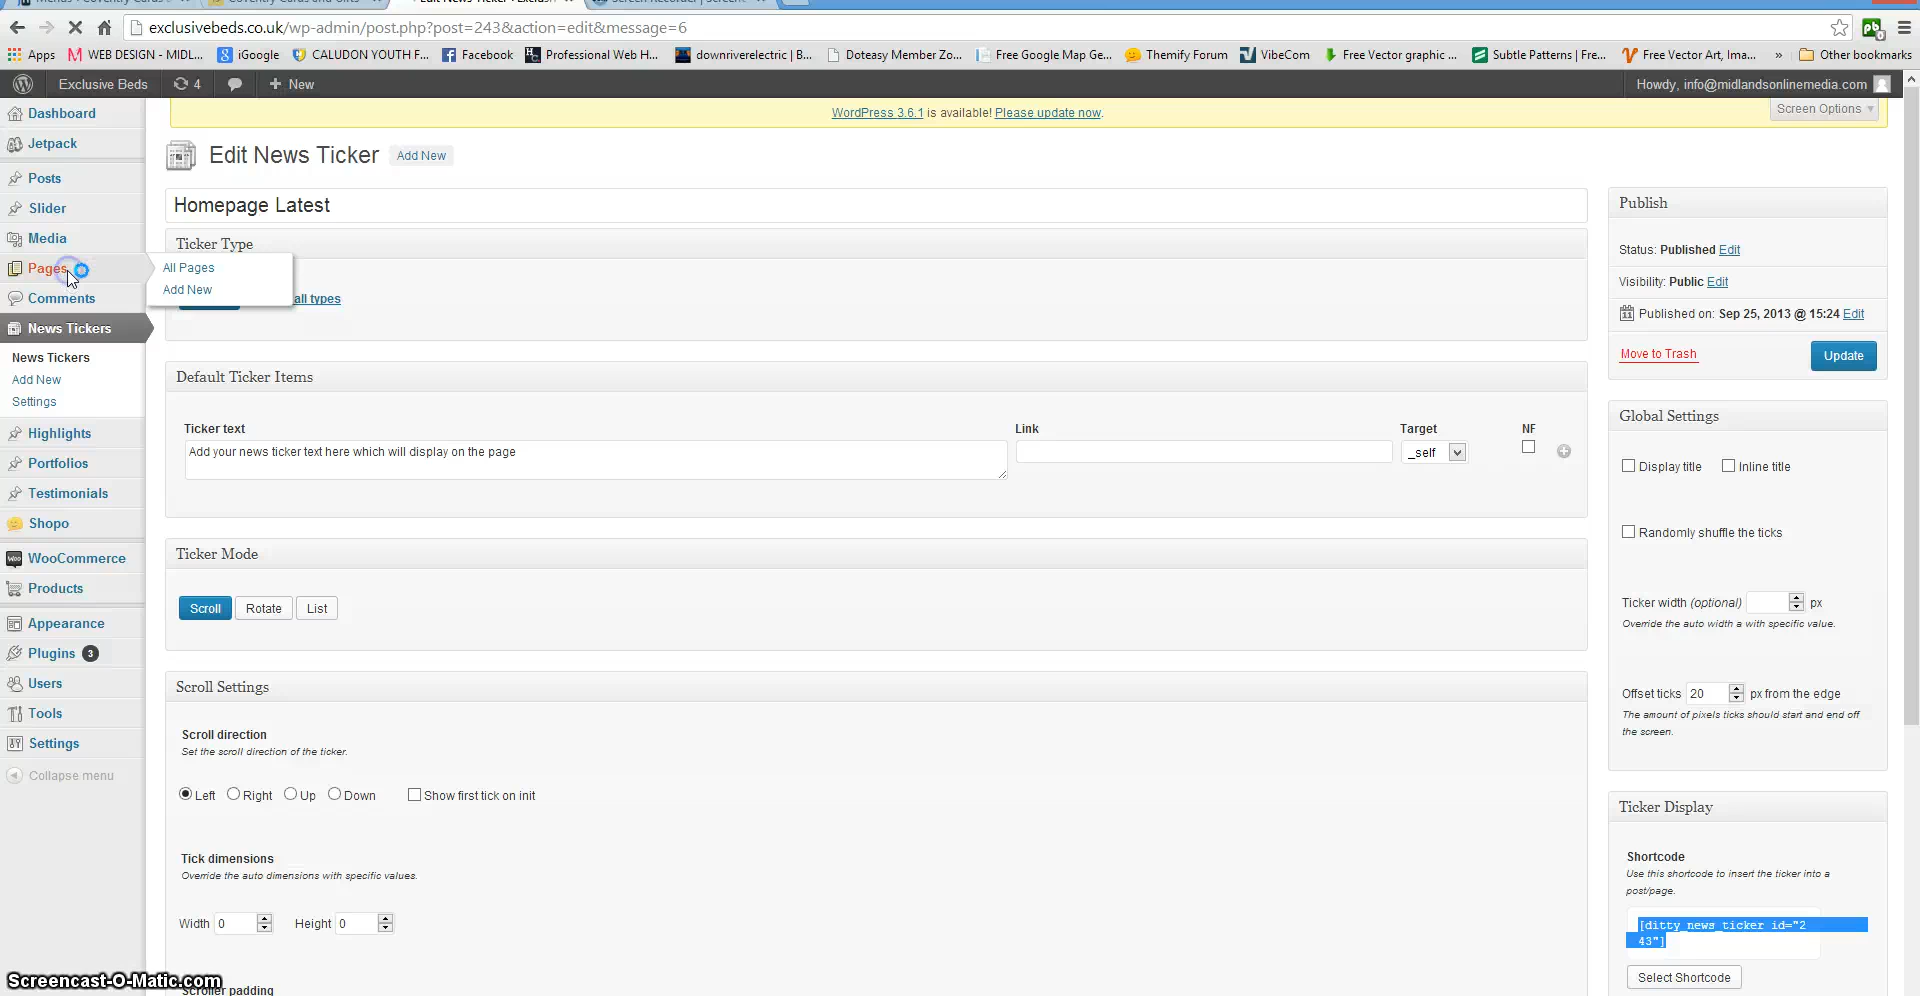 Edit News Ticker
exclusivebeds.co.uk/wp-admin/post.php?post=243&action=edit&message=6
Apps WEB DESIGN - MIDL... iGoogle CALUDON YOUTH F... Facebook Professional Web H... downriverelectric | B... Doteasy Member Zo... Free Google Map Ge... Themify Forum VibeCom Free Vector graphic ... Subtle Patterns | Fre... Free Vector Art, Ima... » Other bookmarks
Exclusive Beds 4 + New Howdy, info@midlandsonlinemedia.com
WordPress 3.6.1 is available! Please update now.
Screen Options
Dashboard
Jetpack
Posts
Slider
Media
Pages
All Pages
Add New
Comments
News Tickers
News Tickers
Add New
Settings
Highlights
Portfolios
Testimonials
Shopo
WooCommerce
Products
Appearance
Plugins 3
Users
Tools
Settings
Collapse menu
Edit News Ticker Add New
Homepage Latest
Ticker Type
all types
Default Ticker Items
Ticker text Link Target NF
Add your news ticker text here which will display on the page
_self
Ticker Mode
Scroll Rotate List
Scroll Settings
Scroll direction
Set the scroll direction of the ticker.
Left Right Up Down Show first tick on init
Tick dimensions
Override the auto dimensions with specific values.
Width 0 Height 0
Scroller padding
Publish
Status: Published Edit
Visibility: Public Edit
Published on: Sep 25, 2013 @ 15:24 Edit
Move to Trash Update
Global Settings
Display title Inline title
Randomly shuffle the ticks
Ticker width (optional) px
Override the auto width a with specific value.
Offset ticks 20 px from the edge
The amount of pixels ticks should start and end off
the screen.
Ticker Display
Shortcode
Use this shortcode to insert the ticker into a
post/page.
[ditty_news_ticker id="2
43"]
Select Shortcode
Screencast-O-Matic.com